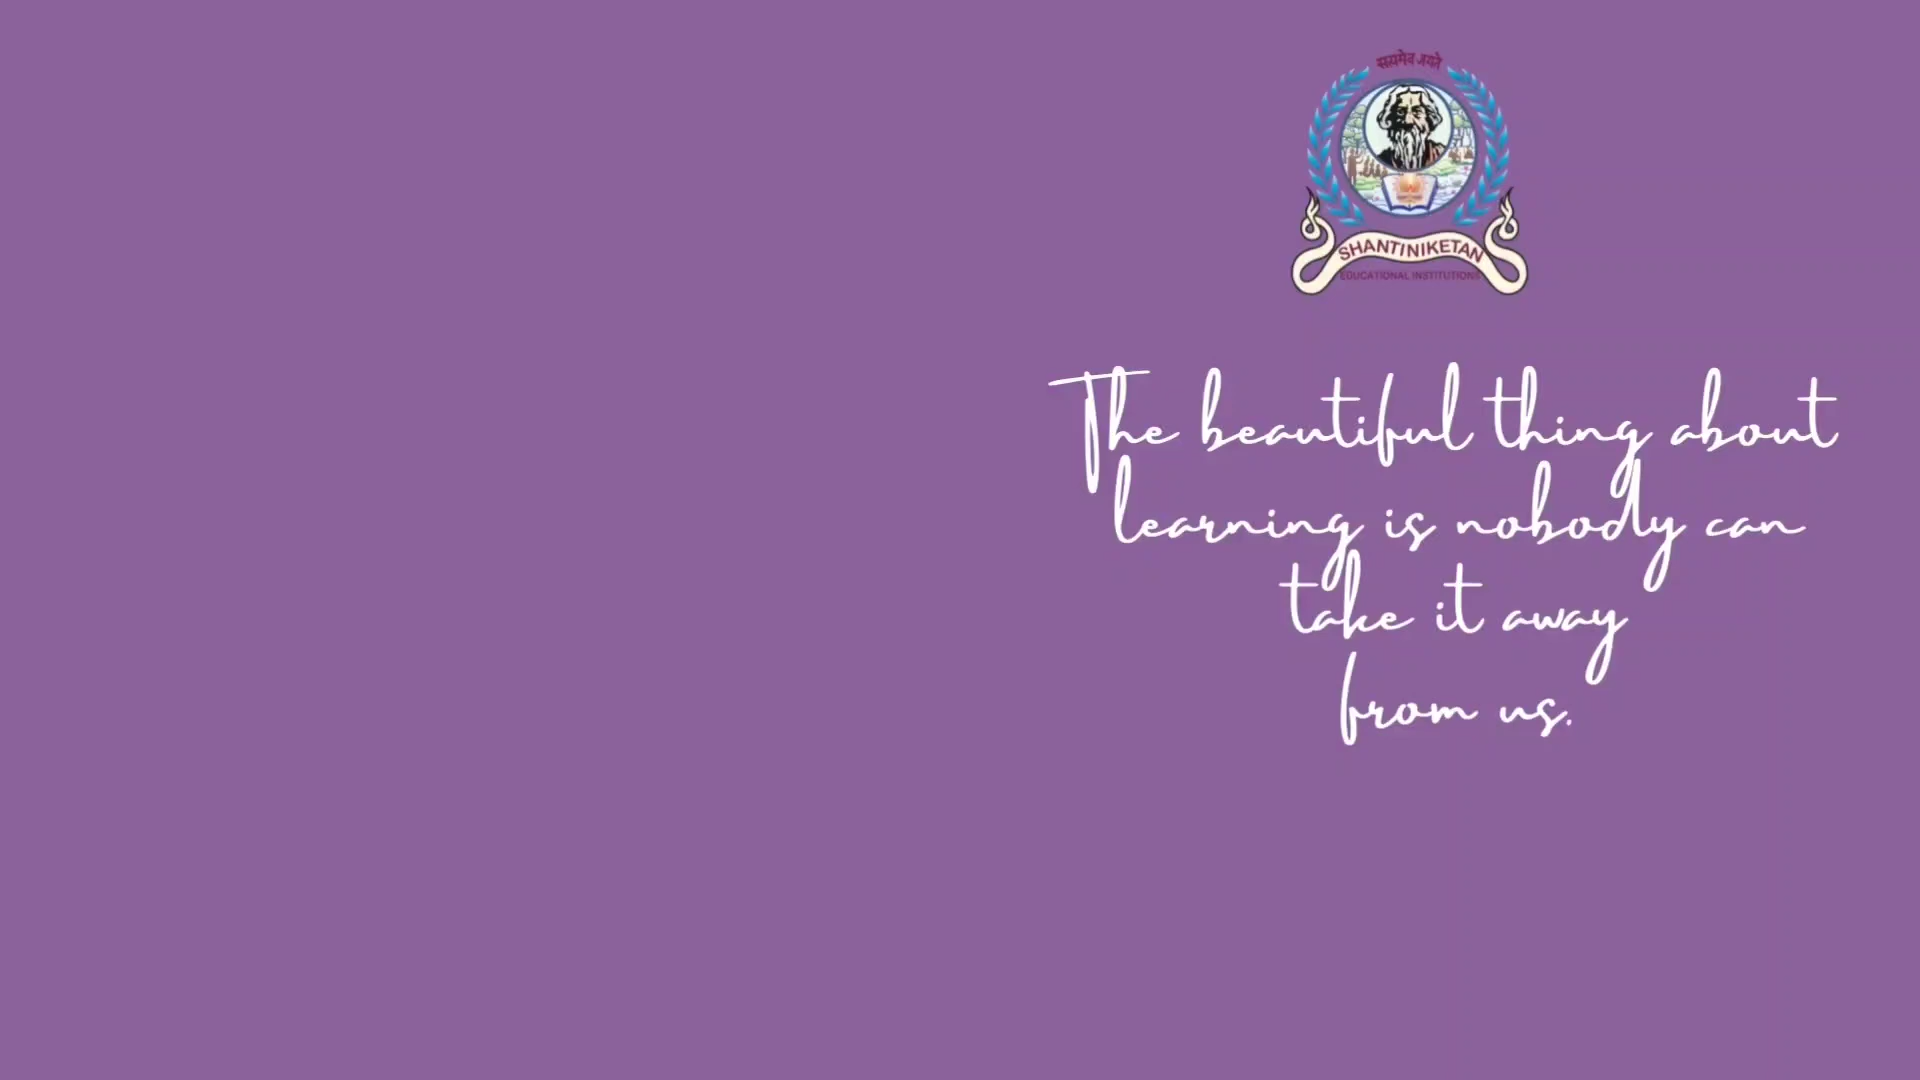 सत्यमेव जयते
SHANTINIKETAN
EDUCATIONAL INSTITUTIONS
The beautiful thing about
learning is nobody can
take it away
from us.